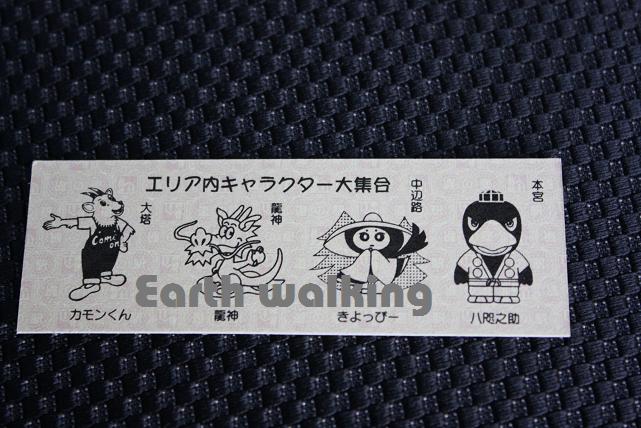 エリア内キャラクター大集合
大塔
Come on
カモンくん
龍神
龍神
中辺路
きよっぴー
本宮
八咫之助
Earth walking